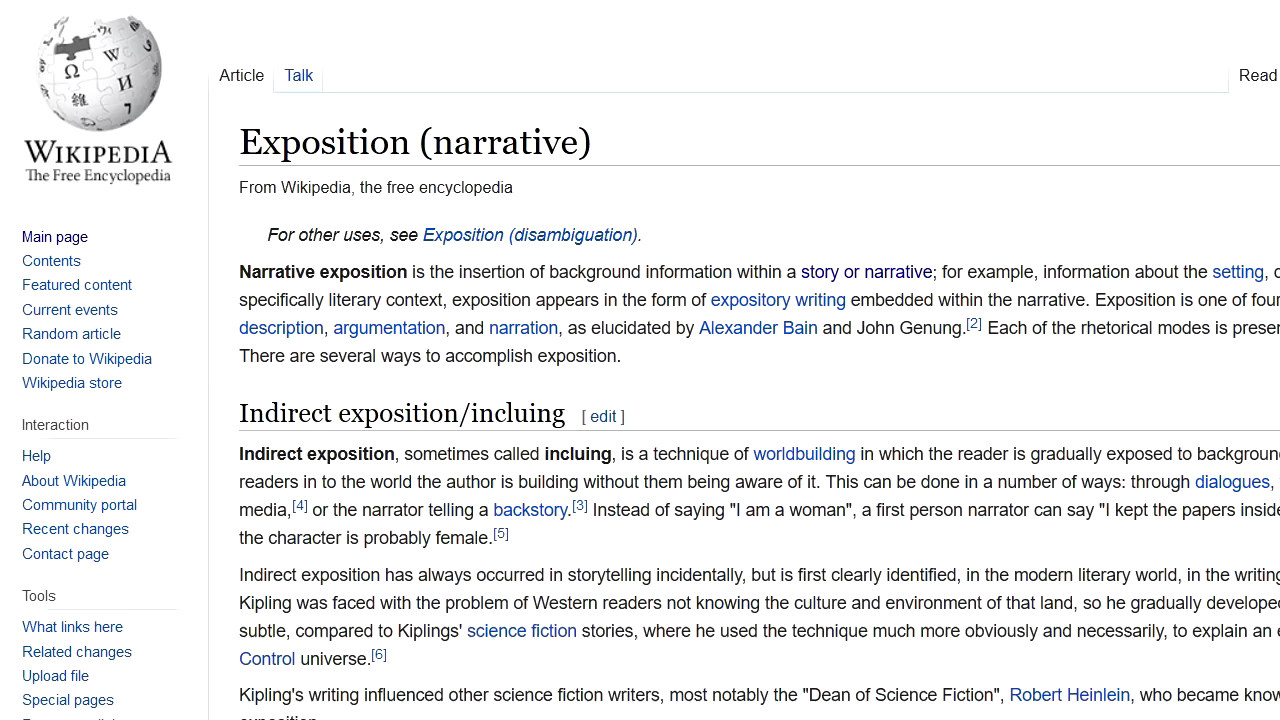 WIKIPEDIA
The Free Encyclopedia
Article Talk Read
Exposition (narrative)
From Wikipedia, the free encyclopedia
For other uses, see Exposition (disambiguation).
Main page
Contents
Featured content
Current events
Random article
Donate to Wikipedia
Wikipedia store
Interaction
Help
About Wikipedia
Community portal
Recent changes
Contact page
Tools
What links here
Related changes
Upload file
Special pages
Narrative exposition is the insertion of background information within a story or narrative; for example, information about the setting,
specifically literary context, exposition appears in the form of expository writing embedded within the narrative. Exposition is one of four
description, argumentation, and narration, as elucidated by Alexander Bain and John Genung.[2] Each of the rhetorical modes is
There are several ways to accomplish exposition.
Indirect exposition/incluing [ edit ]
Indirect exposition, sometimes called incluing, is a technique of worldbuilding in which the reader is gradually exposed to
readers in to the world the author is building without them being aware of it. This can be done in a number of ways: through dialogues,
media,[4] or the narrator telling a backstory.[3] Instead of saying "I am a woman", a first person narrator can say "I kept the papers
the character is probably female.[5]
Indirect exposition has always occurred in storytelling incidentally, but is first clearly identified, in the modern literary world, in the
Kipling was faced with the problem of Western readers not knowing the culture and environment of that land, so he gradually developed
subtle, compared to Kiplings' science fiction stories, where he used the technique much more obviously and necessarily, to explain an
Control universe.[6]
Kipling's writing influenced other science fiction writers, most notably the "Dean of Science Fiction", Robert Heinlein, who became